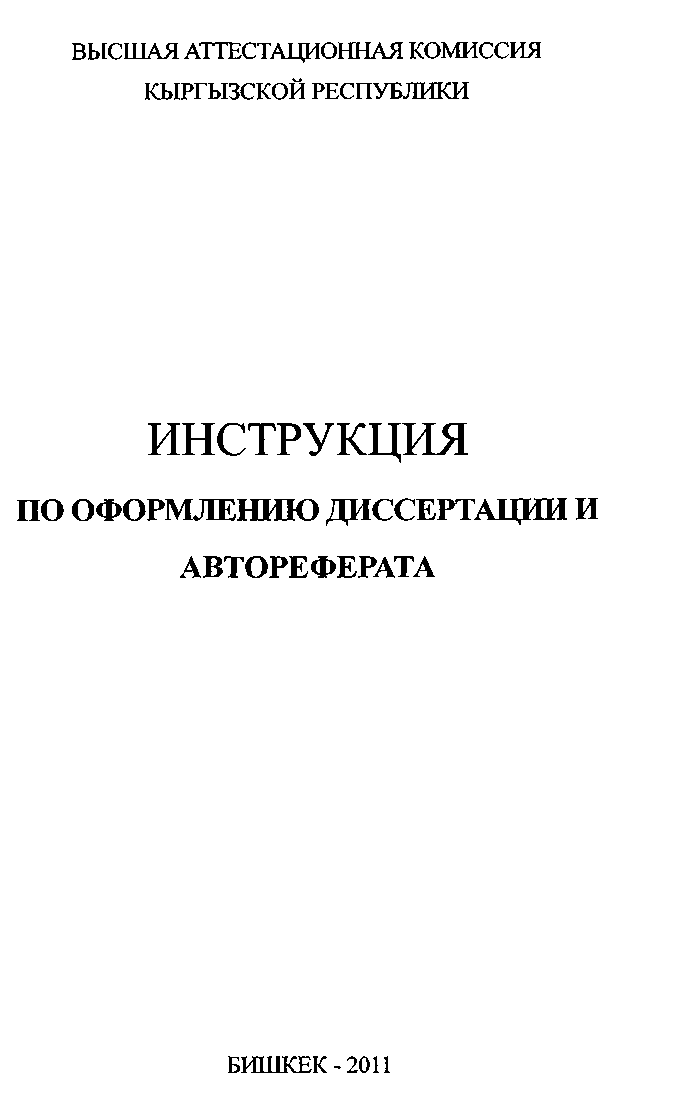 ВЫСШАЯ АТТЕСТАЦИОННАЯ КОМИССИЯ
КЫРГЫЗСКОЙ РЕСПУБЛИКИ
ИНСТРУКЦИЯ
ПО ОФОРМЛЕНИЮ ДИССЕРТАЦИИ И
АВТОРЕФЕРАТА
БИШКЕК - 2011